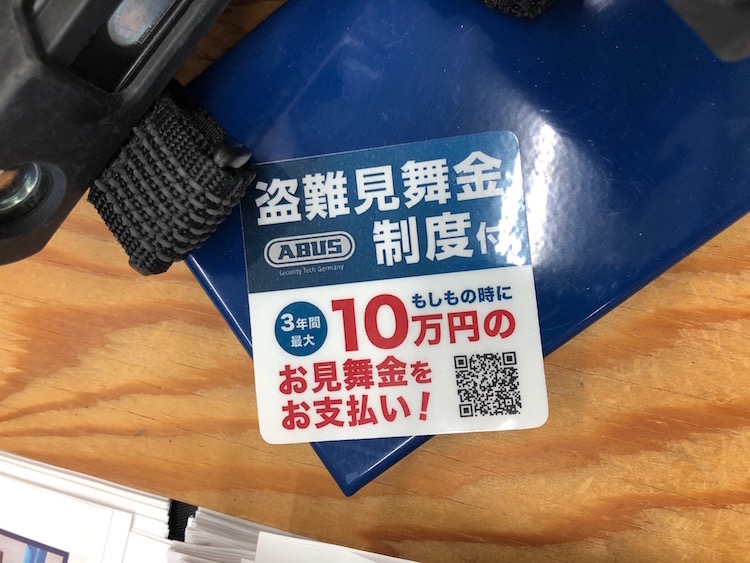 盗難見舞金
ABUS
Security Tech Germany
制度付
3年間
最大
もしもの時に
10万円の
お見舞金を
お支払い!